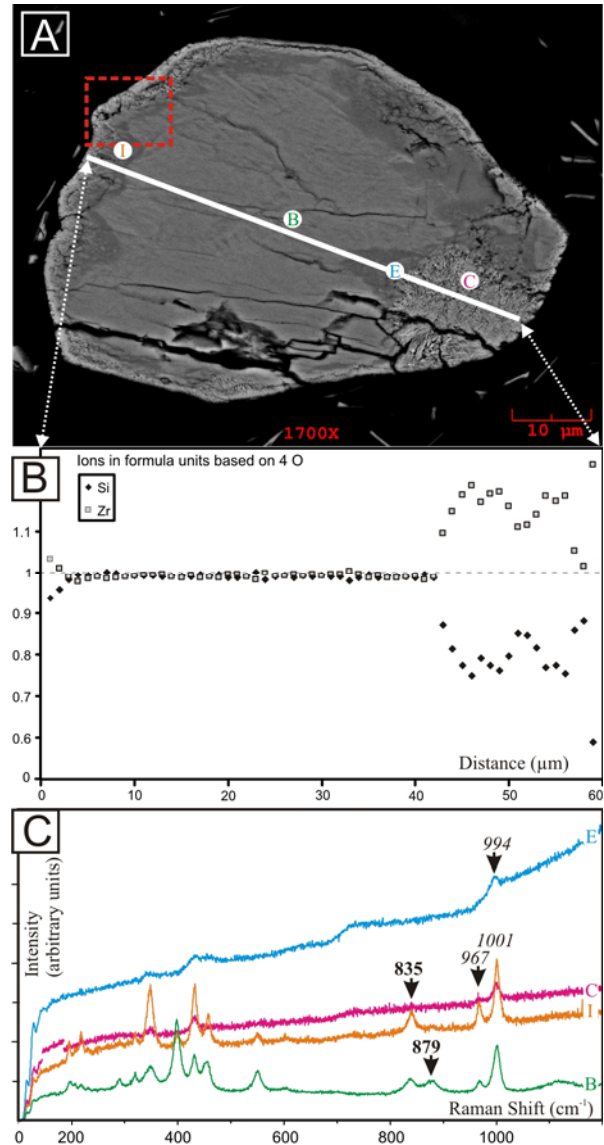 A
I
B
E
C
1700X
10 µm
B
Ions in formula units based on 4 O
Si
Zr
1.1
1
0.9
0.8
0.7
0.6
0
Distance (µm)
0 10 20 30 40 50 60
C
Intensity
(arbitrary units)
994
E
1001
967
835
C
I
879
B
Raman Shift (cm-1)
0 200 400 600 800 1000